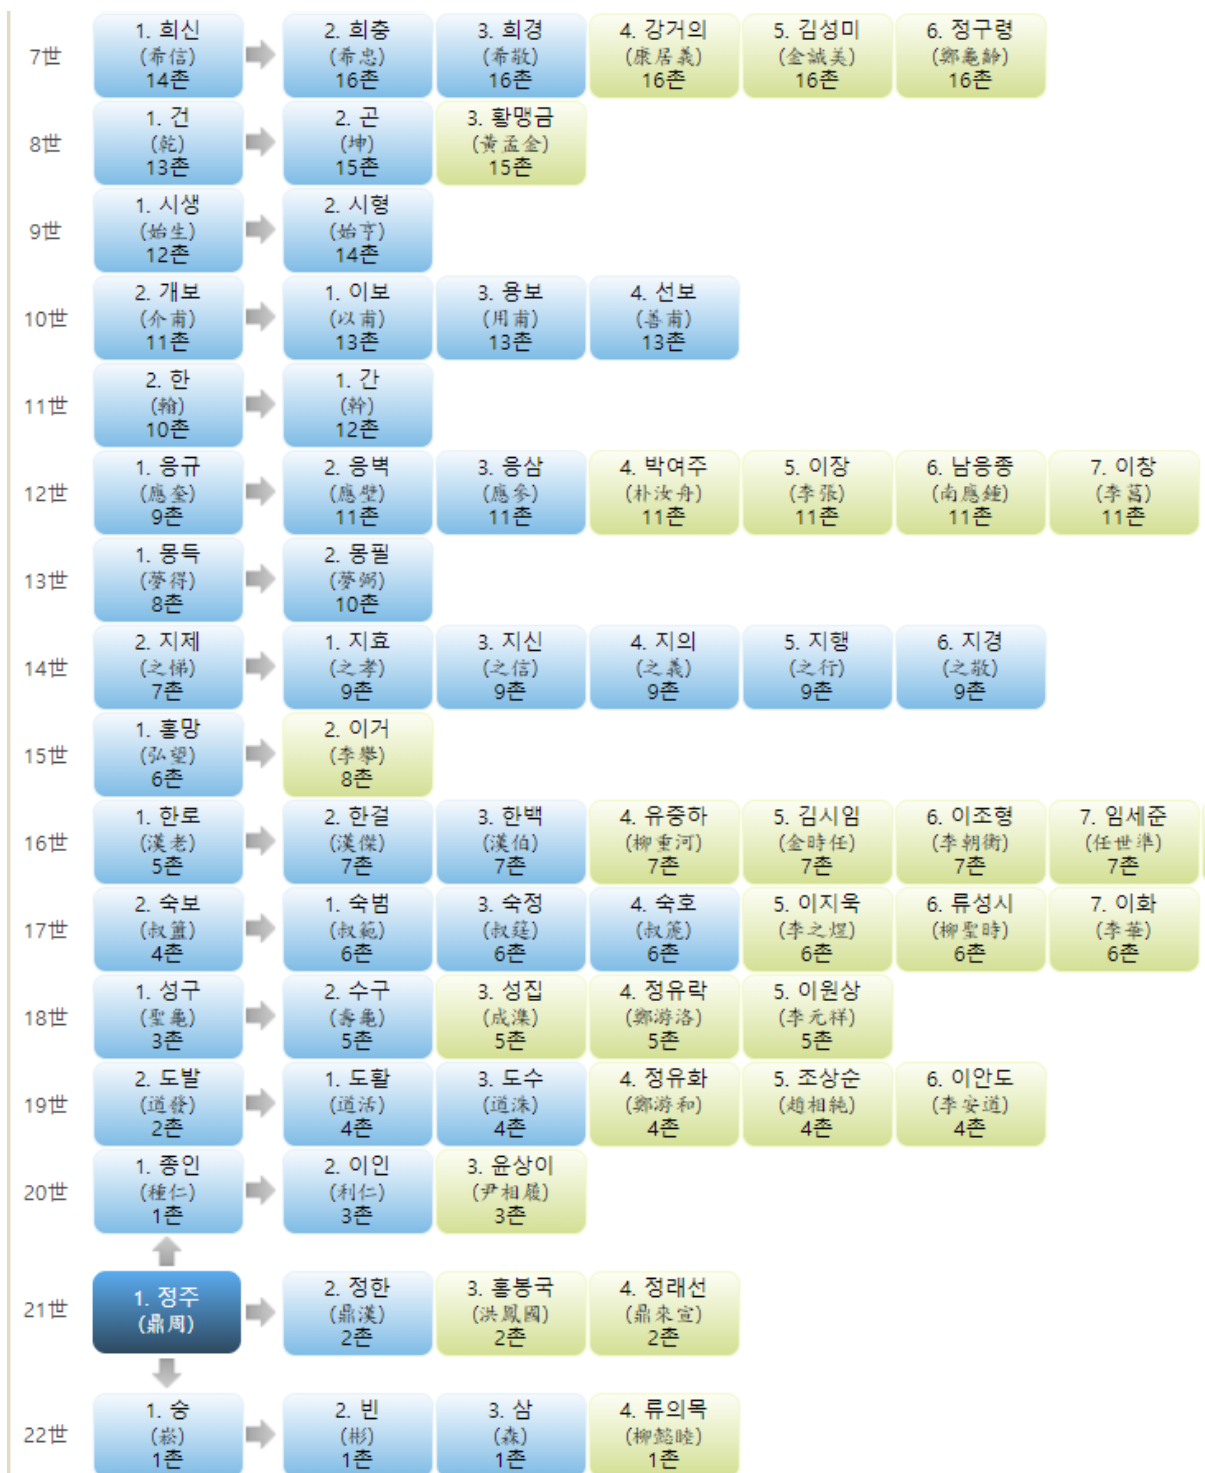 7世
1. 희신
(希信)
14촌
2. 희충
(希忠)
16촌
3. 희경
(希敬)
16촌
4. 강거의
(康居義)
16촌
5. 김성미
(金誠美)
16촌
6. 정구령
(鄭龜齡)
16촌
8世
1. 건
(乾)
13촌
2. 곤
(坤)
15촌
3. 황맹금
(黃孟金)
15촌
9世
1. 시생
(始生)
12촌
2. 시형
(始亨)
14촌
10世
2. 개보
(介甫)
11촌
1. 이보
(以甫)
13촌
3. 용보
(用甫)
13촌
4. 선보
(善甫)
13촌
11世
2. 한
(翰)
10촌
1. 간
(幹)
12촌
12世
1. 응규
(應奎)
9촌
2. 응벽
(應壁)
11촌
3. 응삼
(應參)
11촌
4. 박여주
(朴汝舟)
11촌
5. 이장
(李張)
11촌
6. 남응종
(南應鍾)
11촌
7. 이창
(李菖)
11촌
13世
1. 몽득
(夢得)
8촌
2. 몽필
(夢弼)
10촌
14世
2. 지제
(之悌)
7촌
1. 지효
(之孝)
9촌
3. 지신
(之信)
9촌
4. 지의
(之義)
9촌
5. 지행
(之行)
9촌
6. 지경
(之敬)
9촌
15世
1. 홍망
(弘望)
6촌
2. 이거
(李擧)
8촌
16世
1. 한로
(漢老)
5촌
2. 한걸
(漢傑)
7촌
3. 한백
(漢伯)
7촌
4. 유중하
(柳重河)
7촌
5. 김시임
(金時任)
7촌
6. 이조형
(李朝衡)
7촌
7. 임세준
(任世準)
7촌
17世
2. 숙보
(叔簠)
4촌
1. 숙범
(叔範)
6촌
3. 숙정
(叔筳)
6촌
4. 숙호
(叔箎)
6촌
5. 이지욱
(李之煜)
6촌
6. 류성시
(柳聖時)
6촌
7. 이화
(李華)
6촌
18世
1. 성구
(聖龜)
3촌
2. 수구
(壽龜)
5촌
3. 성집
(成潗)
5촌
4. 정유락
(鄭游洛)
5촌
5. 이원상
(李元祥)
5촌
19世
2. 도발
(道發)
2촌
1. 도활
(道活)
4촌
3. 도수
(道洙)
4촌
4. 정유화
(鄭游和)
4촌
5. 조상순
(趙相純)
4촌
6. 이안도
(李安道)
4촌
20世
1. 종인
(種仁)
1촌
2. 이인
(利仁)
3촌
3. 윤상이
(尹相履)
3촌
21世
1. 정주
(鼎周)
2. 정한
(鼎漢)
2촌
3. 홍봉국
(洪鳳國)
2촌
4. 정래선
(鼎來宣)
2촌
22世
1. 숭
(崧)
1촌
2. 빈
(彬)
1촌
3. 삼
(森)
1촌
4. 류의목
(柳懿睦)
1촌